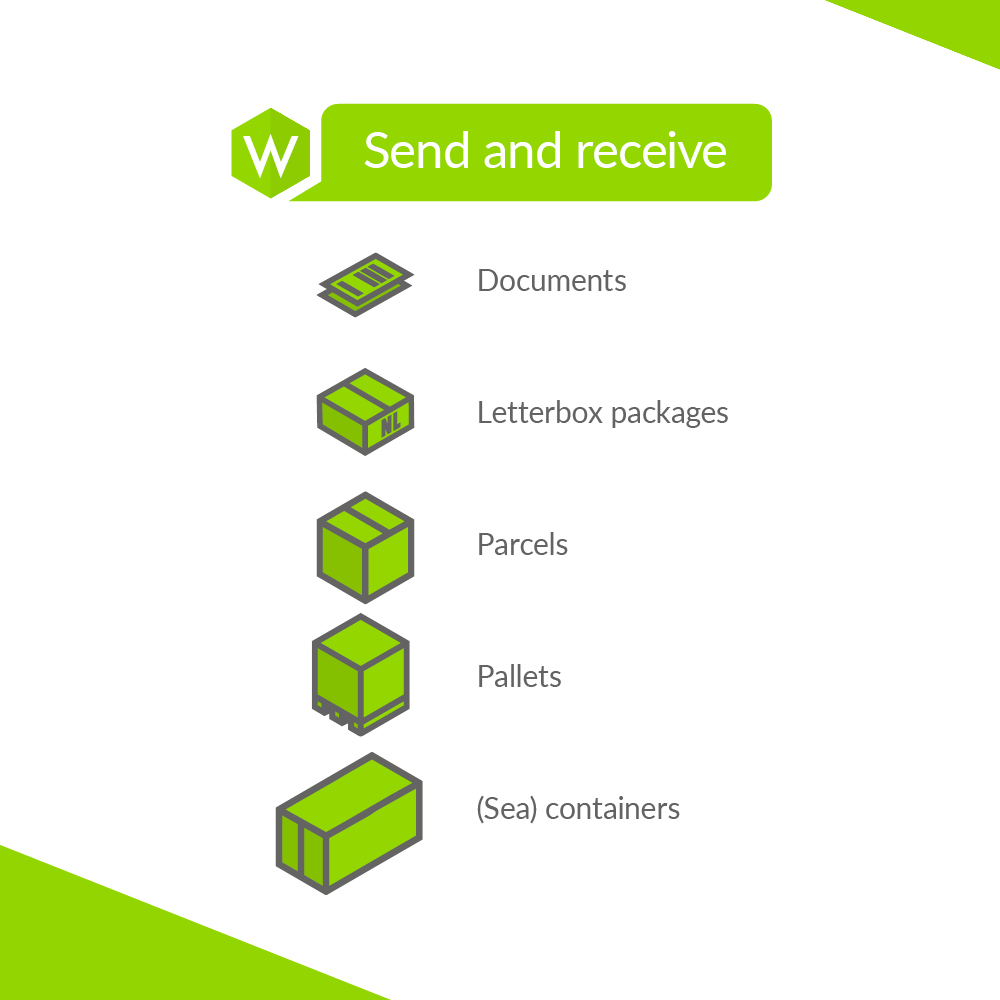 W
Send and receive
Documents
NL
Letterbox packages
Parcels
Pallets
(Sea) containers